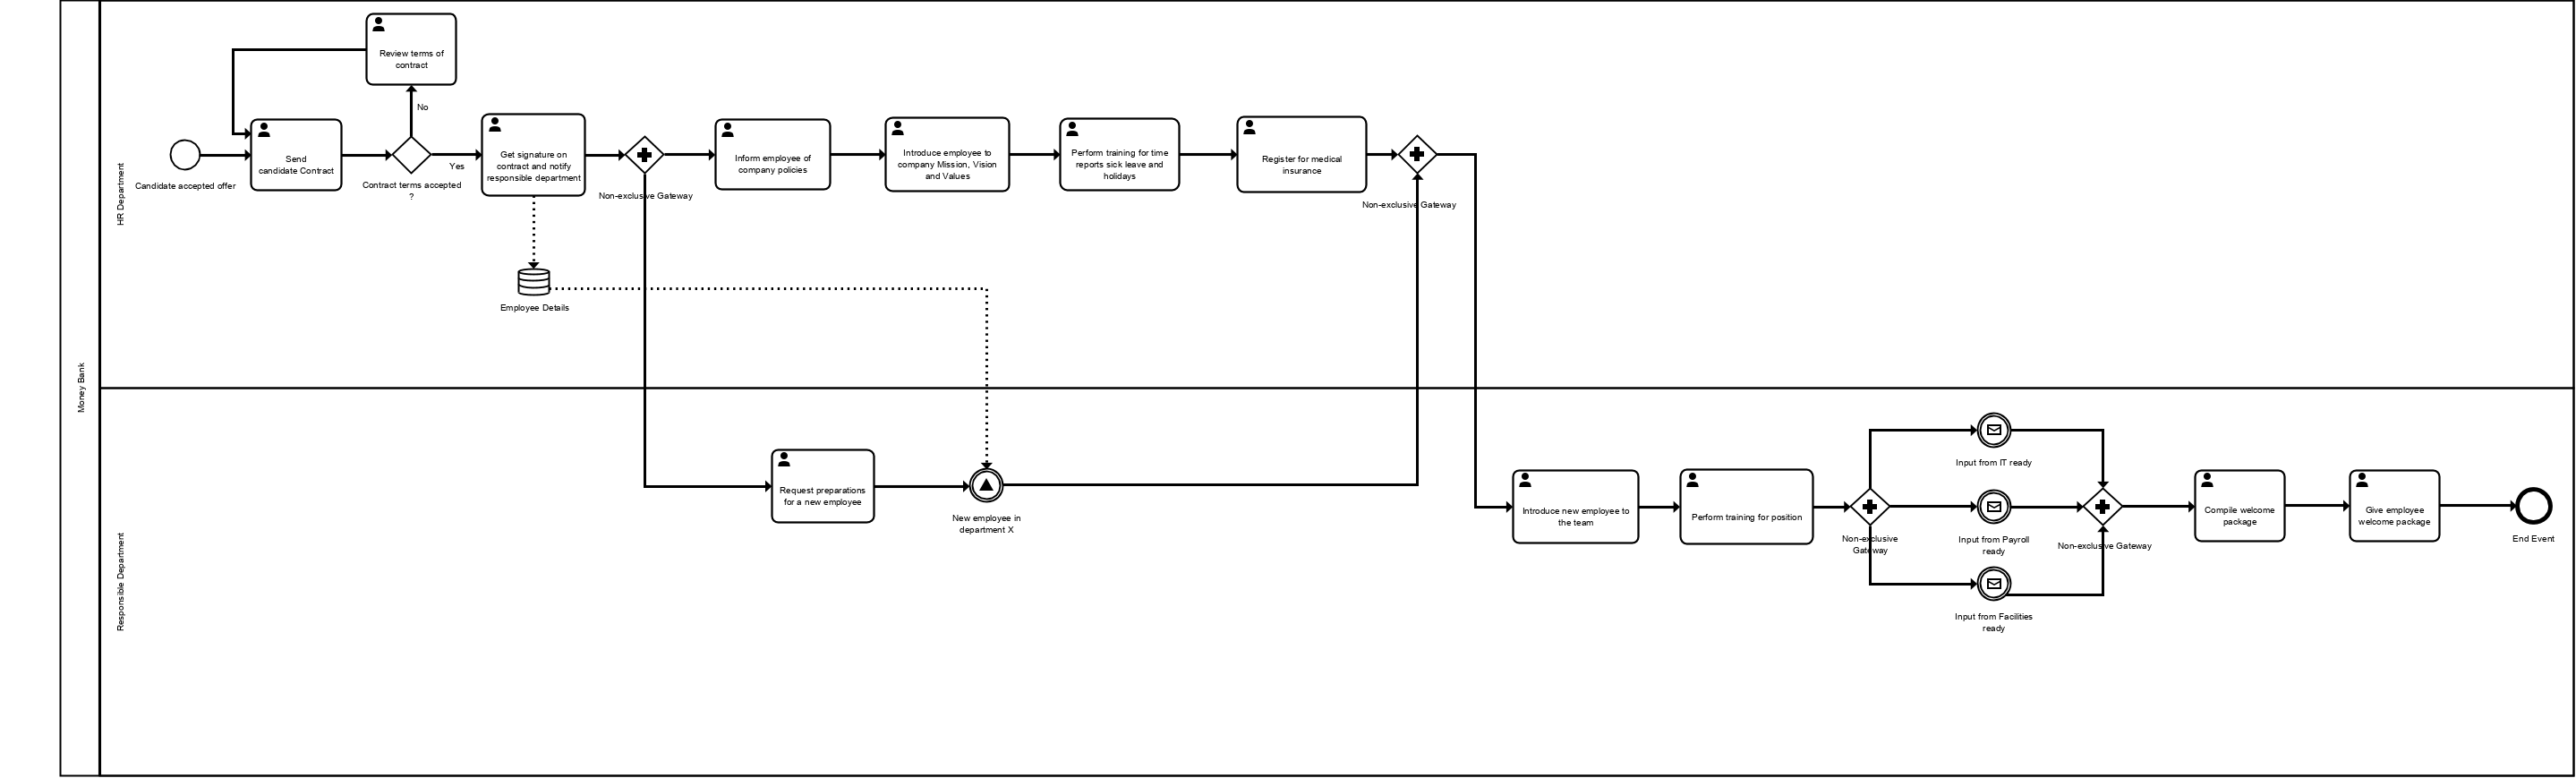 Money Bank
HR Department
Review terms of
contract
No
Candidate accepted offer
Send
candidate Contract
Contract terms accepted
?
Yes
Get signature on
contract and notify
responsible department
Employee Details
Non-exclusive Gateway
Inform employee of
company policies
Introduce employee to
company Mission, Vision
and Values
Perform training for time
reports sick leave and
holidays
Register for medical
insurance
Non-exclusive Gateway
Responsible Department
Request preparations
for a new employee
New employee in
department X
Introduce new employee to
the team
Perform training for position
Non-exclusive
Gateway
Input from IT ready
Input from Payroll
ready
Input from Facilities
ready
Non-exclusive Gateway
Compile welcome
package
Give employee
welcome package
End Event